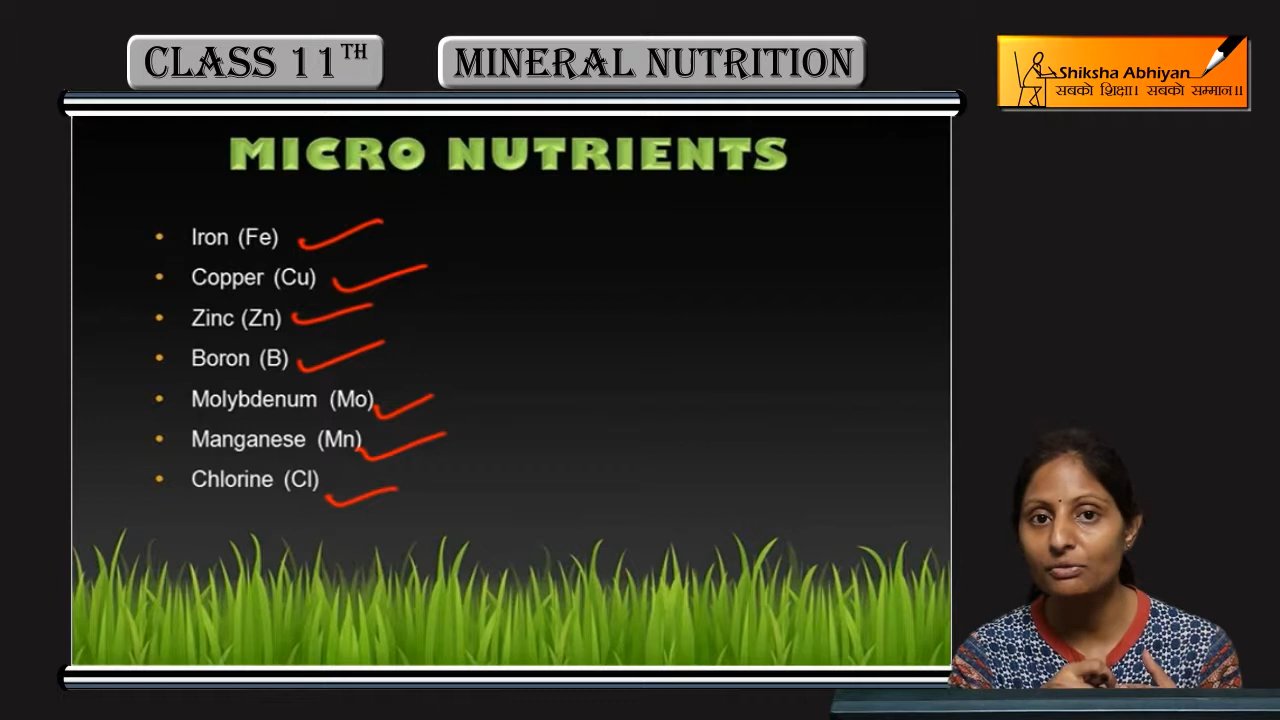 CLASS 11TH
MINERAL NUTRITION
Shiksha Abhiyan
सबको शिक्षा। सबको सम्मान॥
MICRO NUTRIENTS
• Iron (Fe)
• Copper (Cu)
• Zinc (Zn)
• Boron (B)
• Molybdenum (Mo)
• Manganese (Mn)
• Chlorine (Cl)